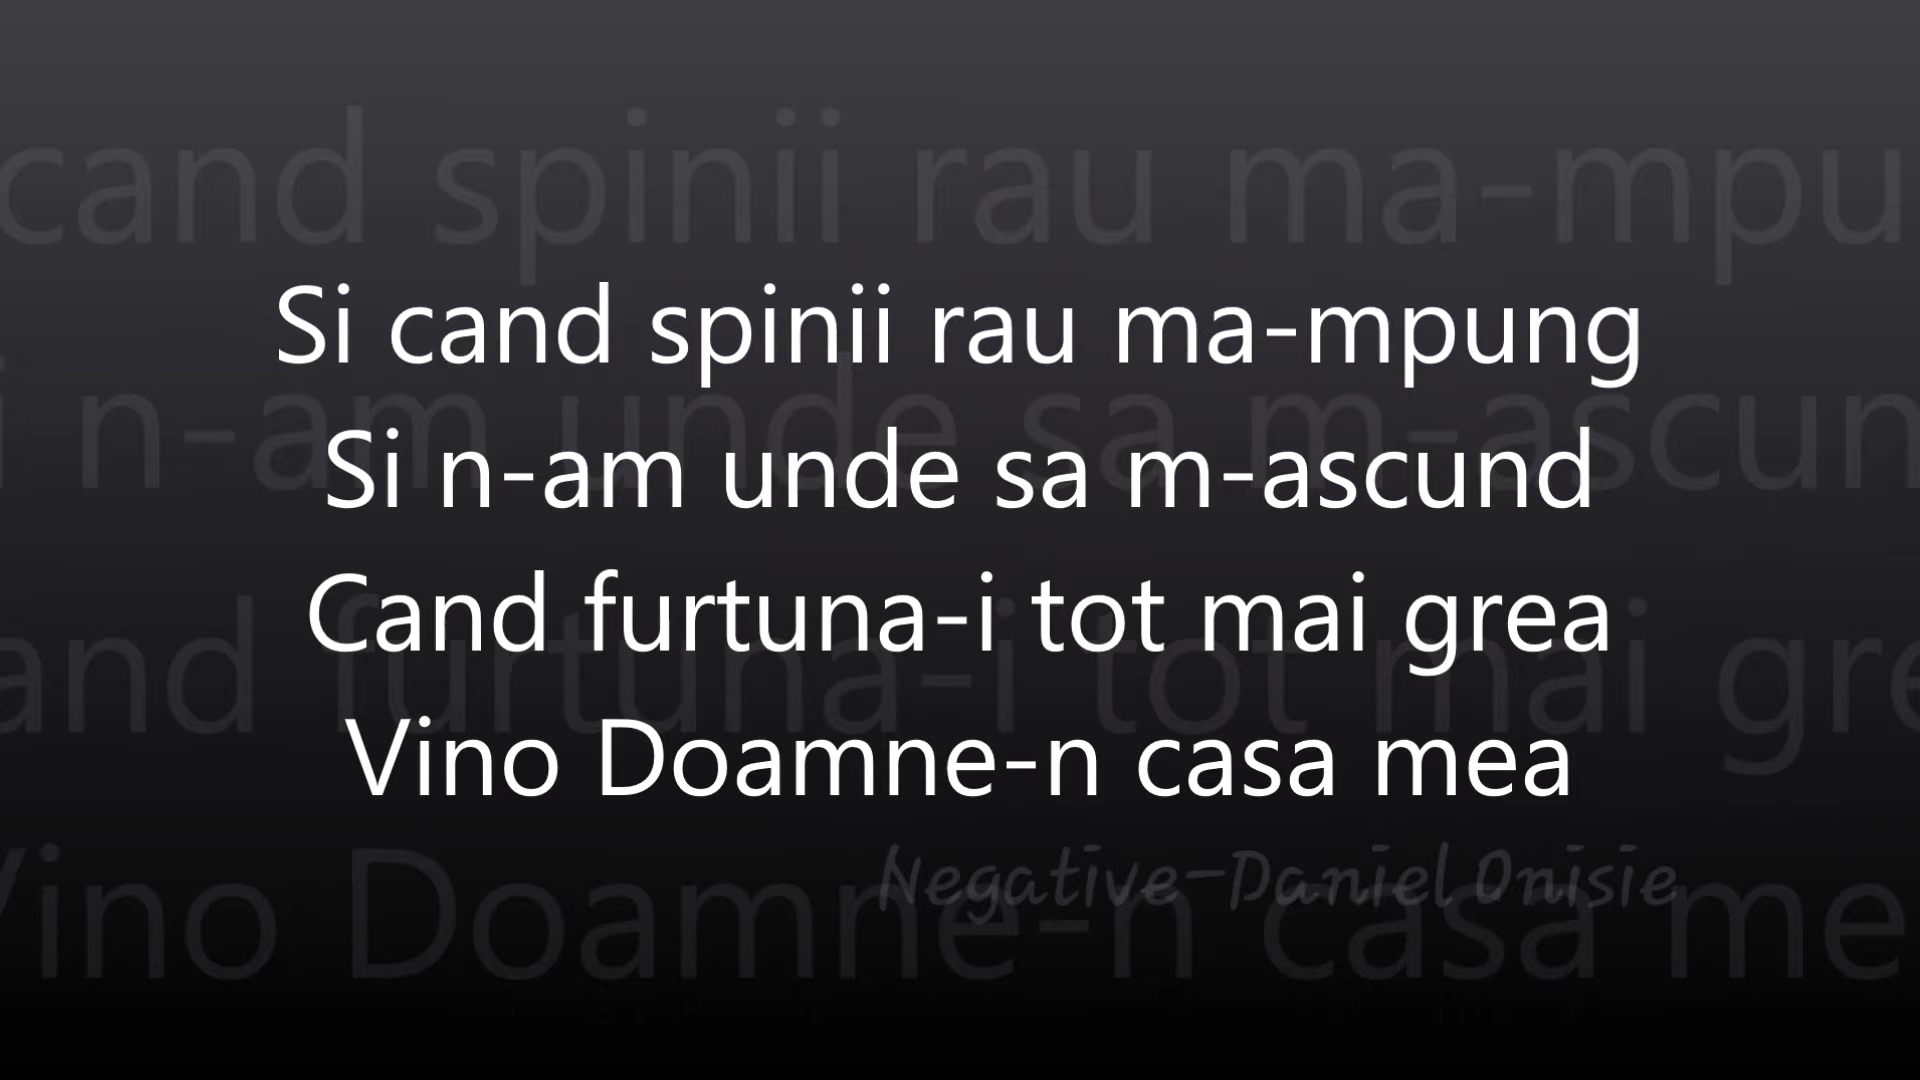 Si cand spinii rau ma-mpung
Si n-am unde sa m-ascund
Cand furtuna-i tot mai grea
Vino Doamne-n casa mea
Negative-Daniel Onisie